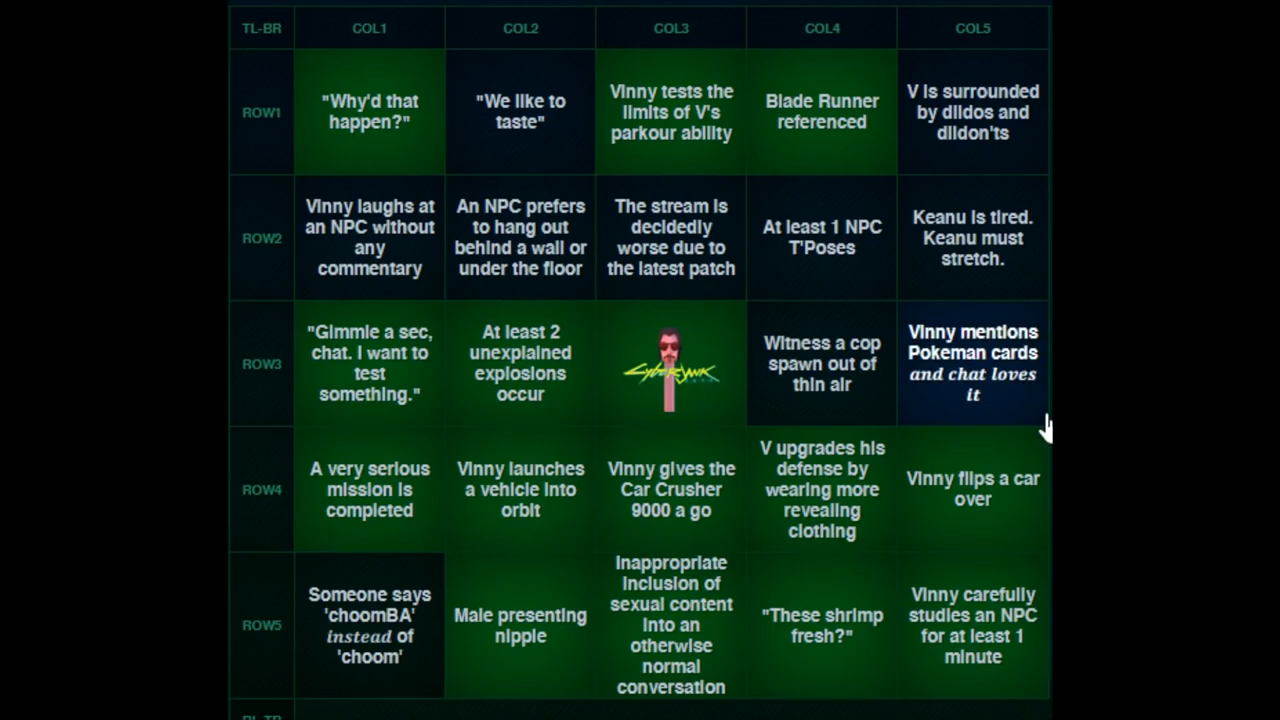 TL-BR COL1 COL2 COL3 COL4 COL5
ROW1
"Why'd that
happen?"
"We like to
taste"
Vinny tests the
limits of V's
parkour ability
Blade Runner
referenced
V is surrounded
by dildos and
dildon'ts
ROW2
Vinny laughs at
an NPC without
any
commentary
An NPC prefers
to hang out
behind a wall or
under the floor
The stream is
decidedly
worse due to
the latest patch
At least 1 NPC
T'Poses
Keanu is tired.
Keanu must
stretch.
ROW3
"Gimmie a sec,
chat. I want to
test
something."
At least 2
unexplained
explosions
occur
Witness a cop
spawn out of
thin air
Vinny mentions
Pokeman cards
and chat loves
it
ROW4
A very serious
mission is
completed
Vinny launches
a vehicle into
orbit
Vinny gives the
Car Crusher
9000 a go
V upgrades his
defense by
wearing more
revealing
clothing
Vinny flips a car
over
ROW5
Someone says
'choomBA'
instead of
'choom'
Male presenting
nipple
Inappropriate
inclusion of
sexual content
into an
otherwise
normal
conversation
"These shrimp
fresh?"
Vinny carefully
studies an NPC
for at least 1
minute